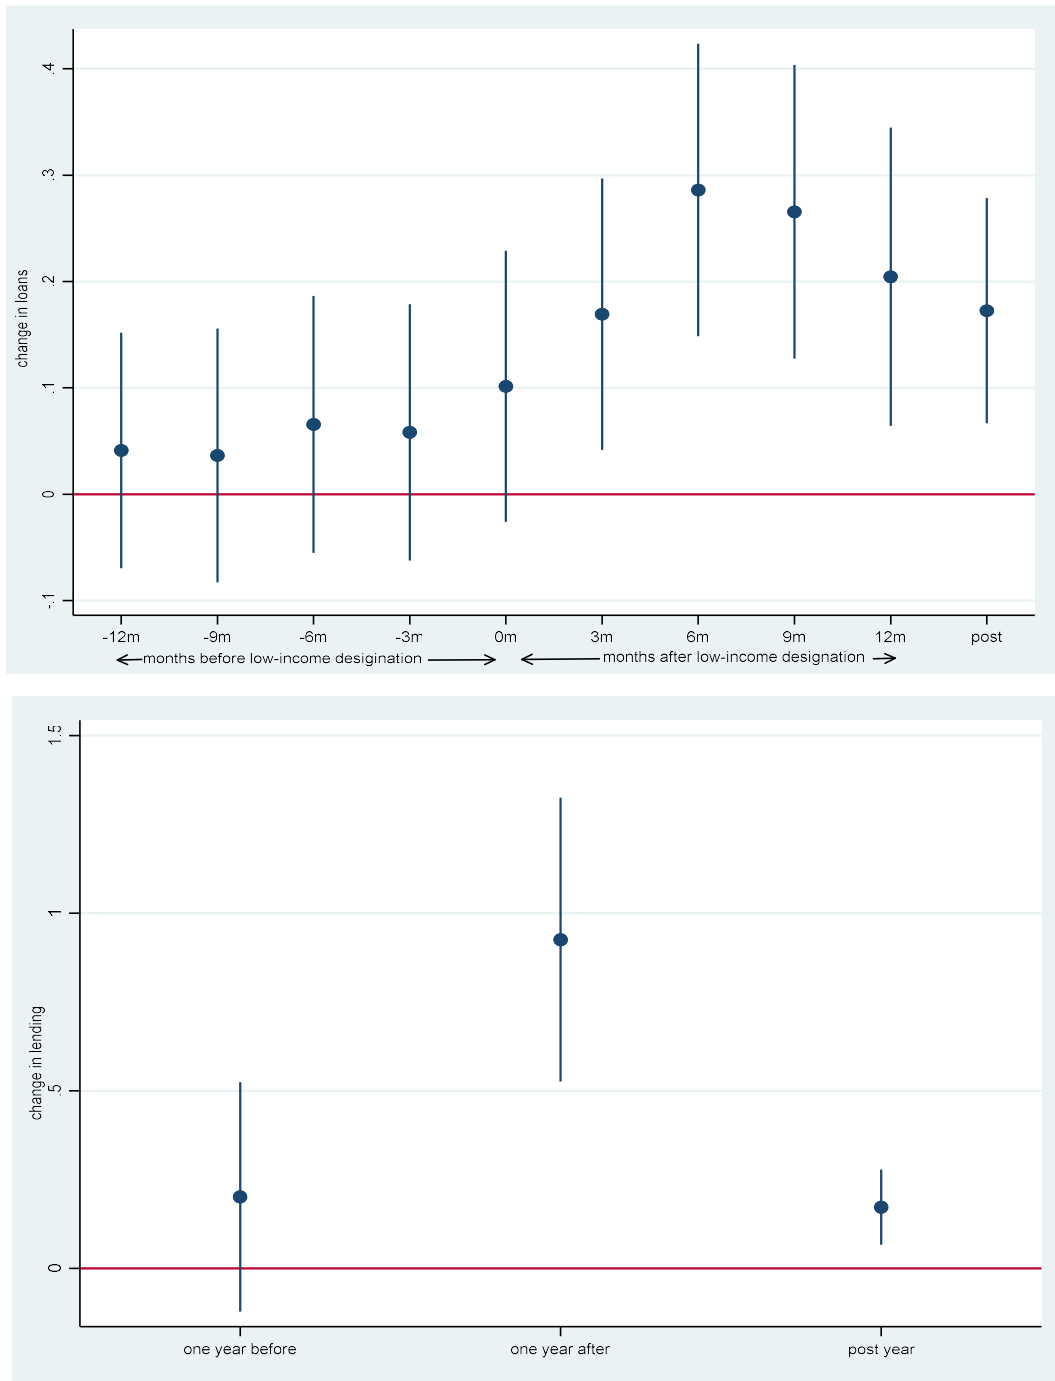 change in loans
.4
.3
.2
.1
0
-.1
-12m -9m -6m -3m 0m 3m 6m 9m 12m post
months before low-income desigination months after low-income designation
change in lending
1.5
1
.5
0
one year before one year after post year